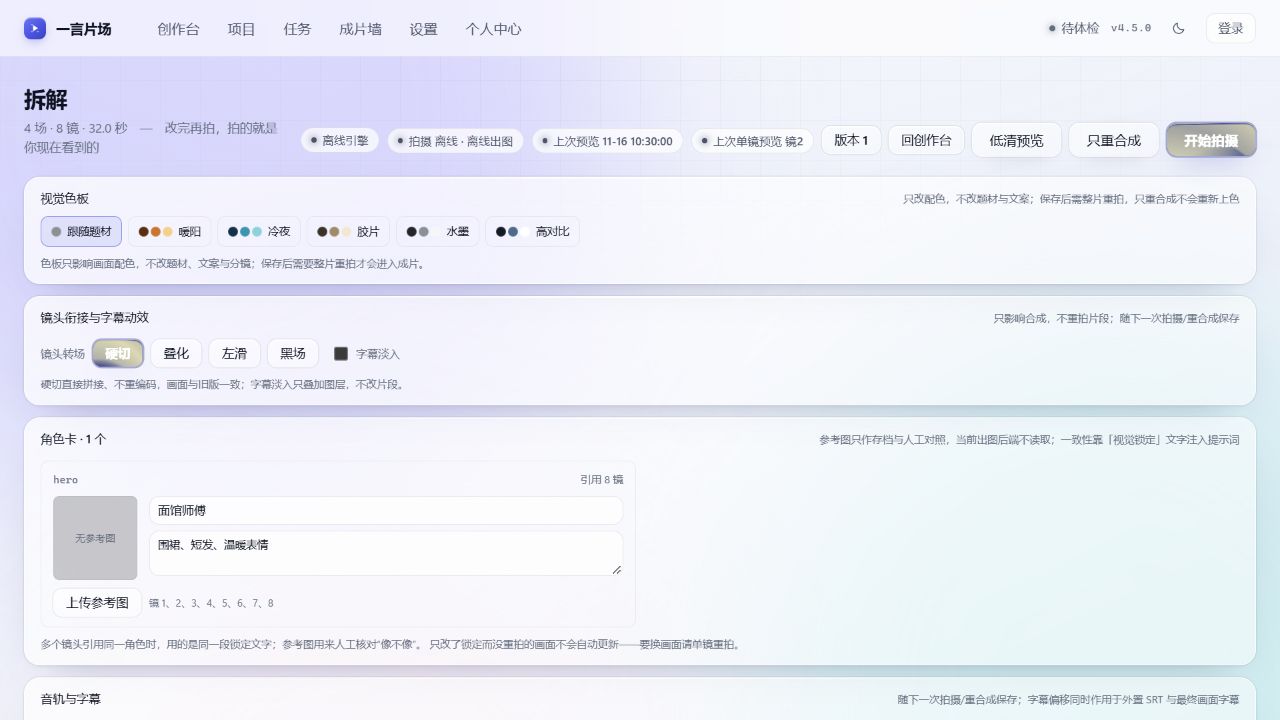 一言片场
创作台
项目
任务
成片墙
设置
个人中心
待体检
v4.5.0
登录
拆解
4 场 · 8 镜 · 32.0 秒 — 改完再拍，拍的就是
你现在看到的
离线引擎
拍摄 离线 · 离线出图
上次预览 11-16 10:30:00
上次单镜预览 镜2
版本 1
回创作台
低清预览
只重合成
开始拍摄
视觉色板
只改配色，不改题材与文案；保存后需整片重拍，只重合成不会重新上色
跟随题材
暖阳
冷夜
胶片
水墨
高对比
色板只影响画面配色，不改题材、文案与分镜；保存后需要整片重拍才会进入成片。
镜头衔接与字幕动效
只影响合成，不重拍片段；随下一次拍摄/重合成保存
镜头转场
硬切
叠化
左滑
黑场
字幕淡入
硬切直接拼接、不重编码，画面与旧版一致；字幕淡入只叠加图层，不改片段。
角色卡 · 1 个
参考图只作存档与人工对照，当前出图后端不读取；一致性靠「视觉锁定」文字注入提示词
hero
引用 8 镜
无参考图
面馆师傅
围裙、短发、温暖表情
上传参考图
镜 1、2、3、4、5、6、7、8
多个镜头引用同一角色时，用的是同一段锁定文字；参考图用来人工核对“像不像”。 只改了锁定而没重拍的画面不会自动更新——要换画面请单镜重拍。
音轨与字幕
随下一次拍摄/重合成保存；字幕偏移同时作用于外置 SRT 与最终画面字幕